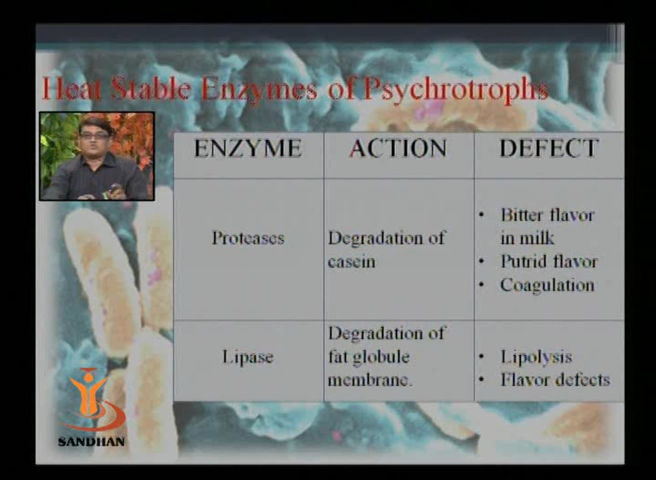 Heat Stable Enzymes of Psychrotrophs
ENZYME ACTION DEFECT
Proteases
Degradation of
casein
• Bitter flavor
in milk
• Putrid flavor
• Coagulation
Lipase
Degradation of
fat globule
membrane.
• Lipolysis
• Flavor defects
SANDHAN